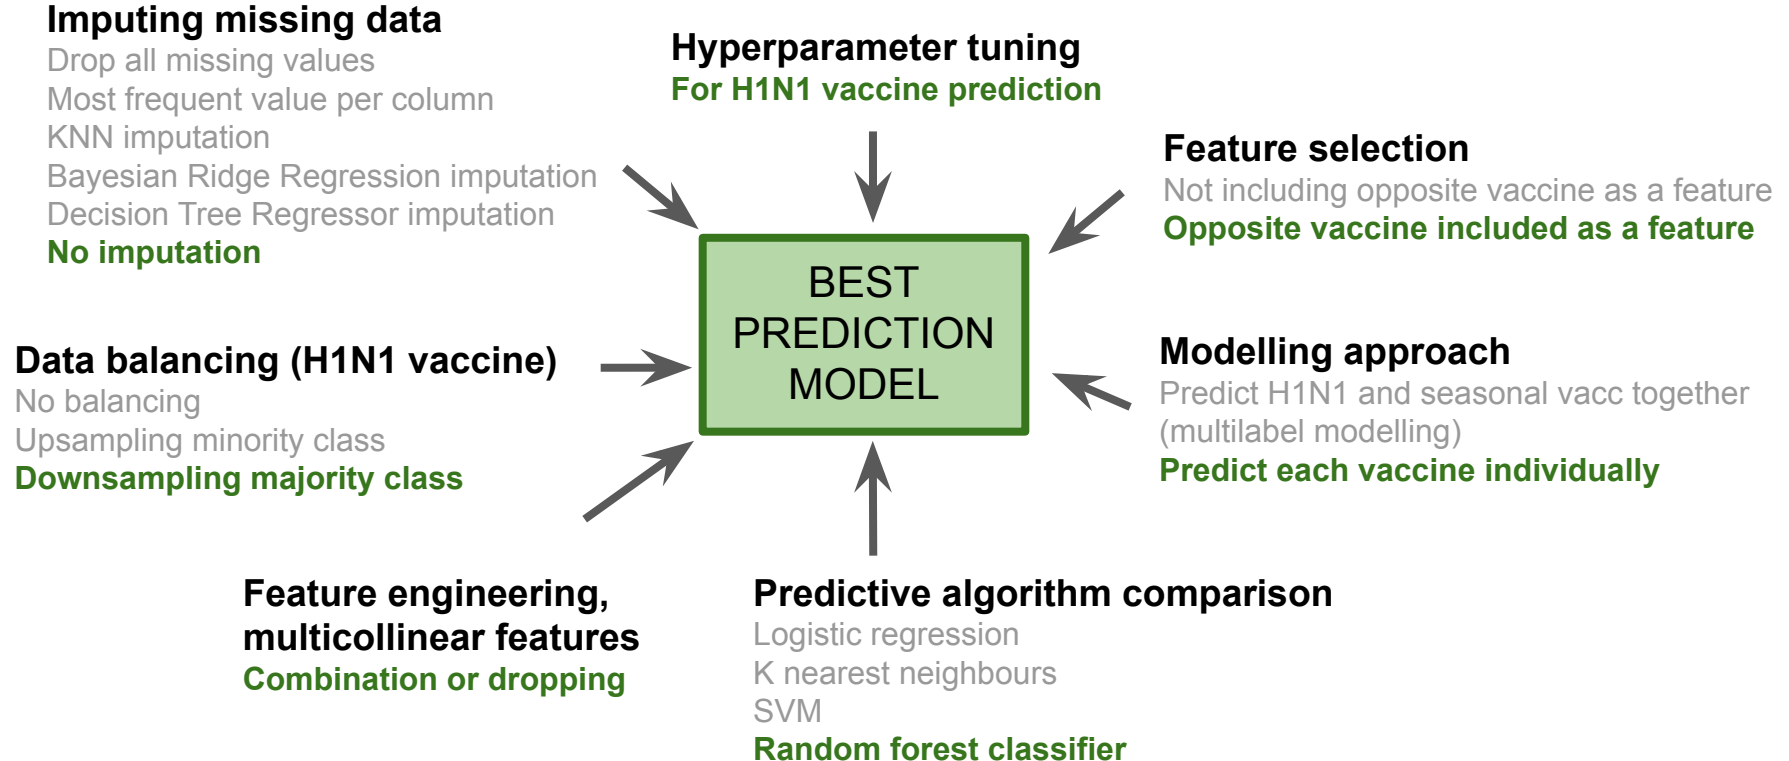 Imputing missing data
Drop all missing values
Most frequent value per column
KNN imputation
Bayesian Ridge Regression imputation
Decision Tree Regressor imputation
No imputation
Hyperparameter tuning
For H1N1 vaccine prediction
Feature selection
Not including opposite vaccine as a feature
Opposite vaccine included as a feature
BEST
PREDICTION
MODEL
Data balancing (H1N1 vaccine)
No balancing
Upsampling minority class
Downsampling majority class
Modelling approach
Predict H1N1 and seasonal vacc together
(multilabel modelling)
Predict each vaccine individually
Feature engineering,
multicollinear features
Combination or dropping
Predictive algorithm comparison
Logistic regression
K nearest neighbours
SVM
Random forest classifier